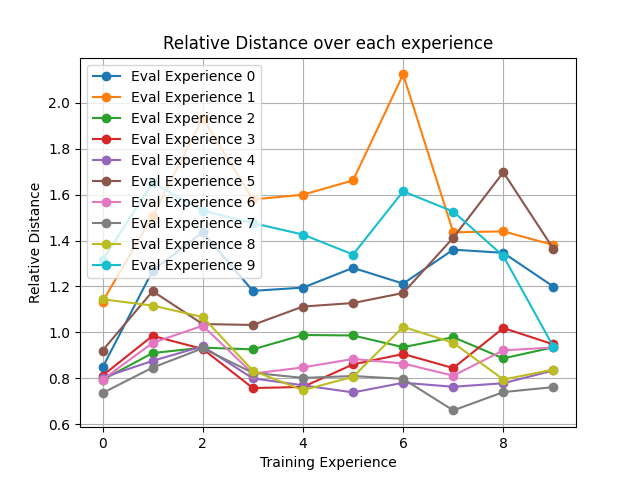 Relative Distance over each experience
Eval Experience 0
Eval Experience 1
Eval Experience 2
Eval Experience 3
Eval Experience 4
Eval Experience 5
Eval Experience 6
Eval Experience 7
Eval Experience 8
Eval Experience 9
2.0
1.8
1.6
1.4
1.2
1.0
0.8
0.6
Relative Distance
0 2 4 6 8
Training Experience